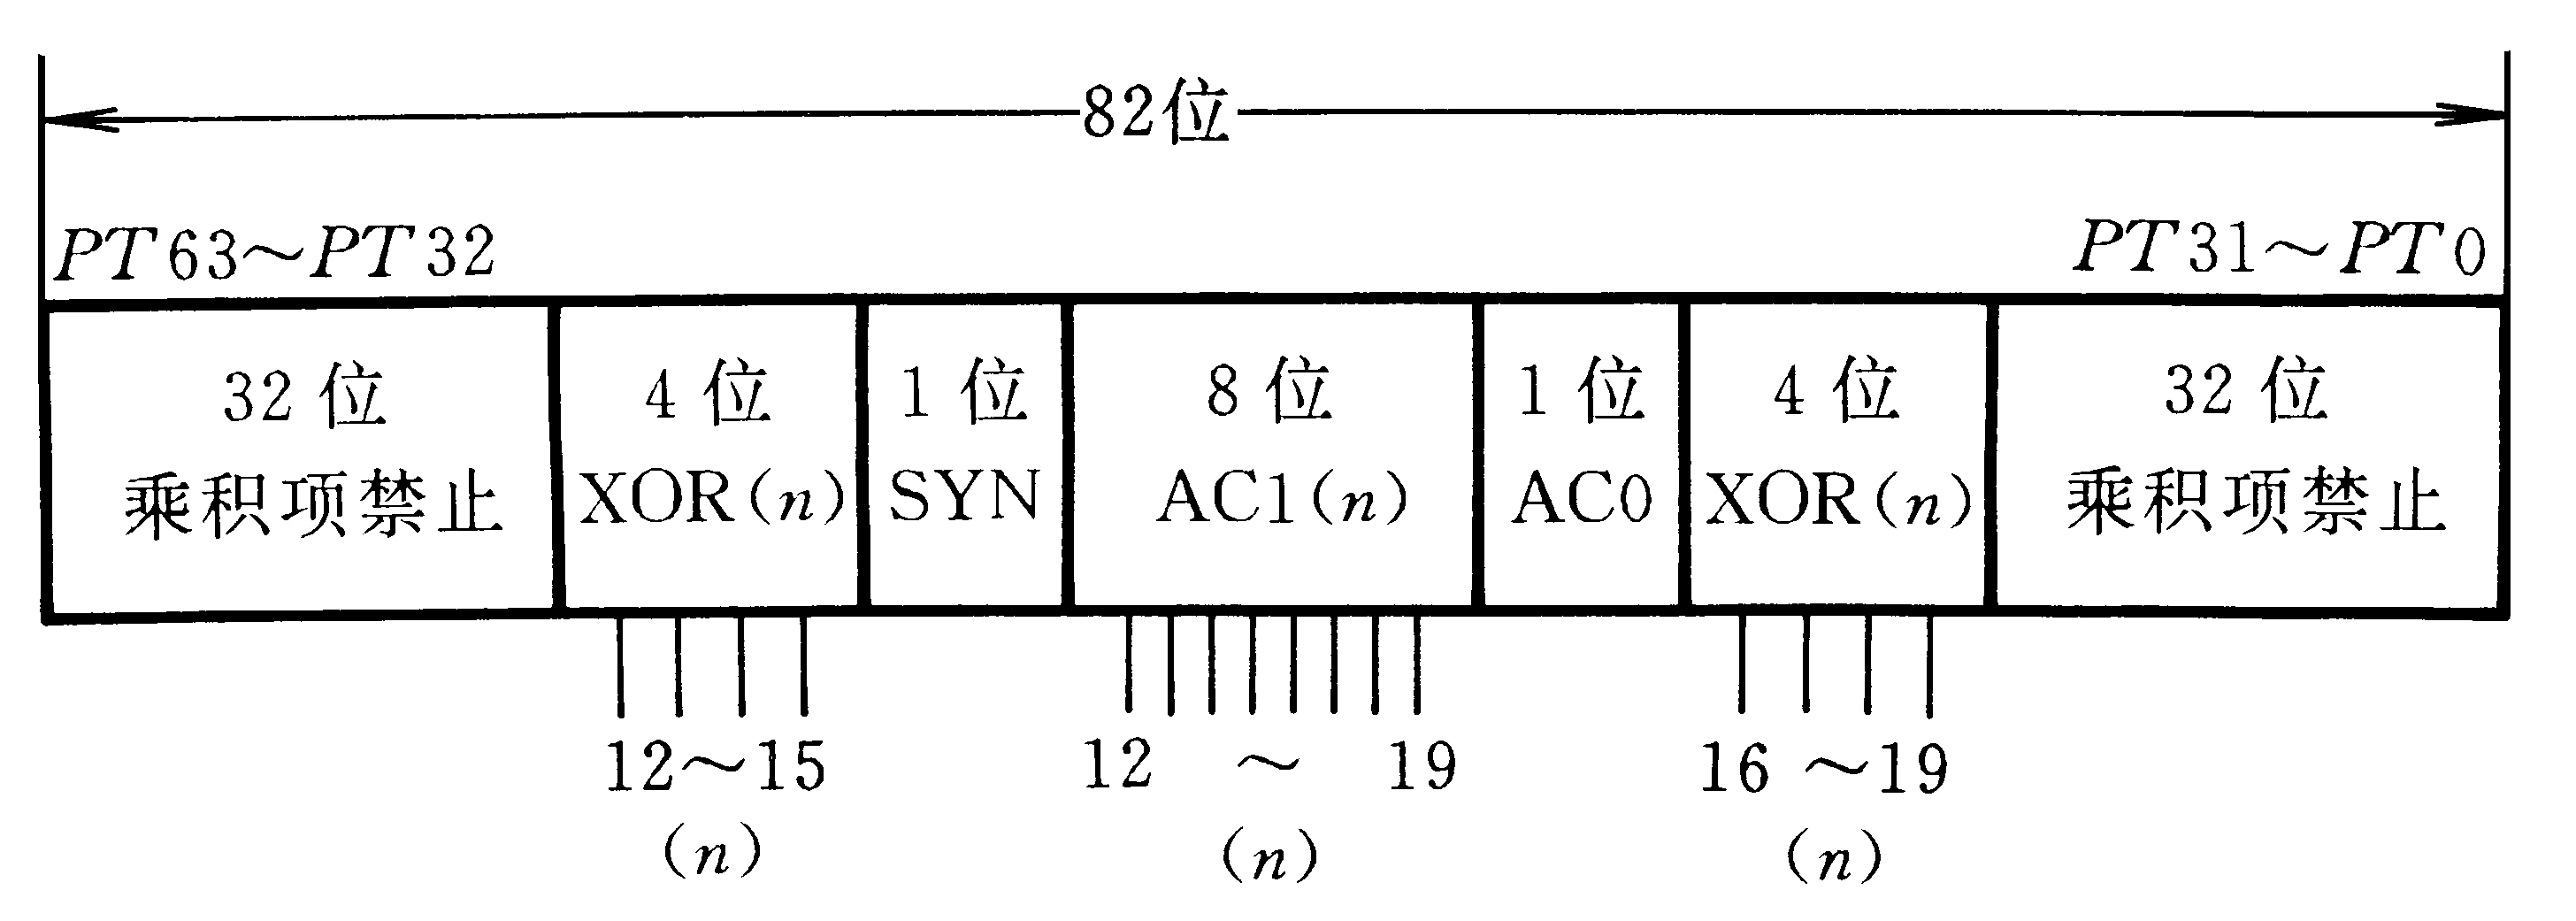 82位
PT63～PT32 PT31～PT0
32位 4位 1位 8位 1位 4位 32位
乘积项禁止 XOR(n) SYN AC1(n) AC0 XOR(n) 乘积项禁止
12～15 12 ～ 19 16～19
(n) (n) (n)